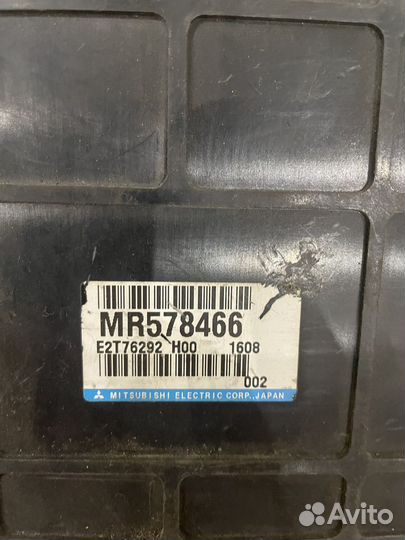 MR578466
E2T76292 H00 1608
002
MITSUBISHI ELECTRIC CORP., JAPAN
Avito